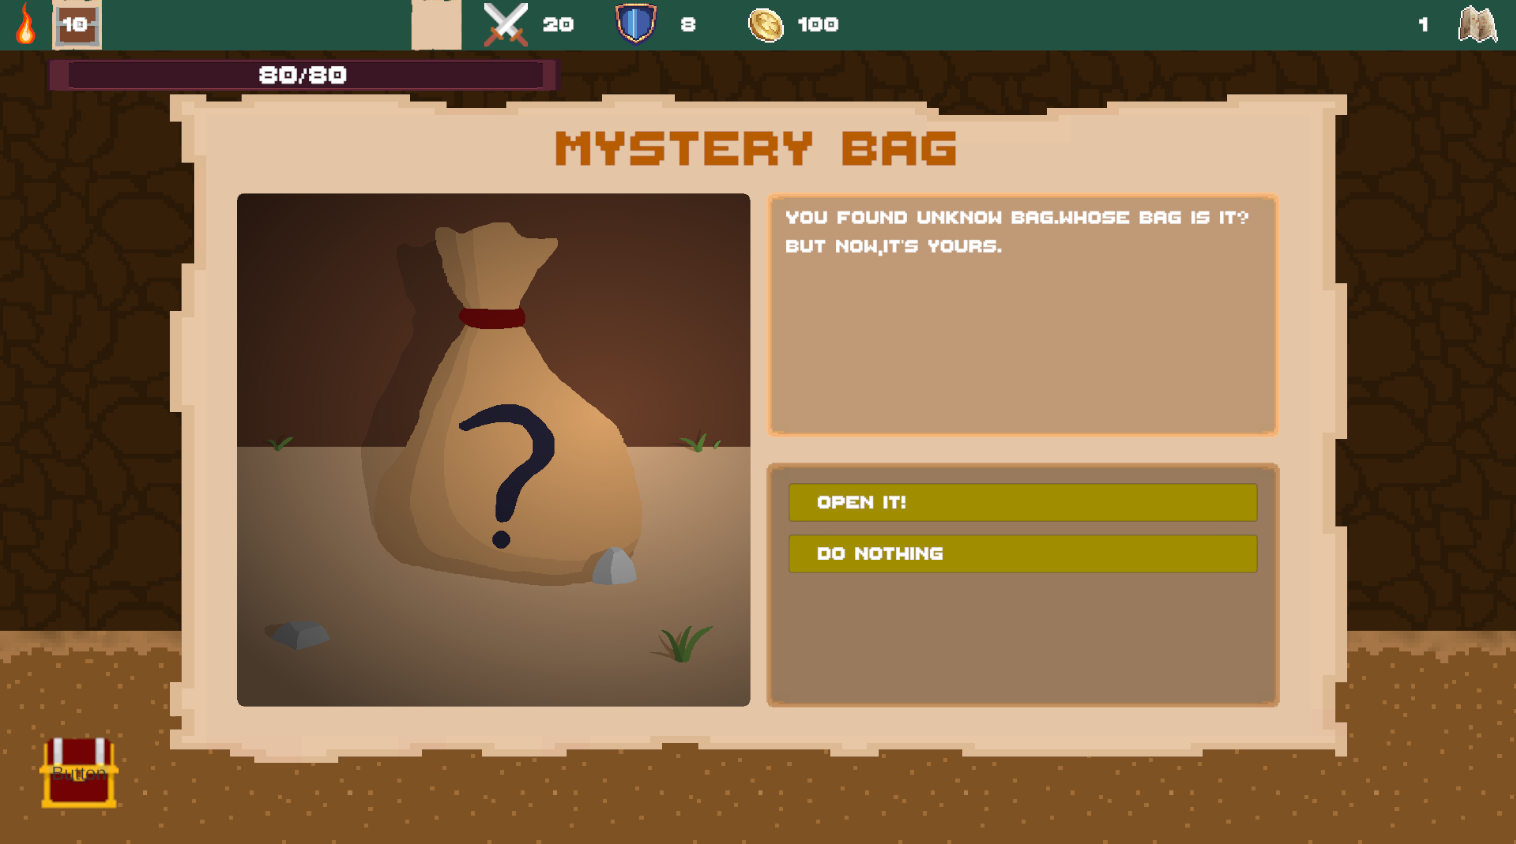 10
20
8
100
1
80/80
MYSTERY BAG
YOU FOUND UNKNOW BAG.WHOSE BAG IS IT?
BUT NOW,IT'S YOURS.
?
OPEN IT!
DO NOTHING
Button